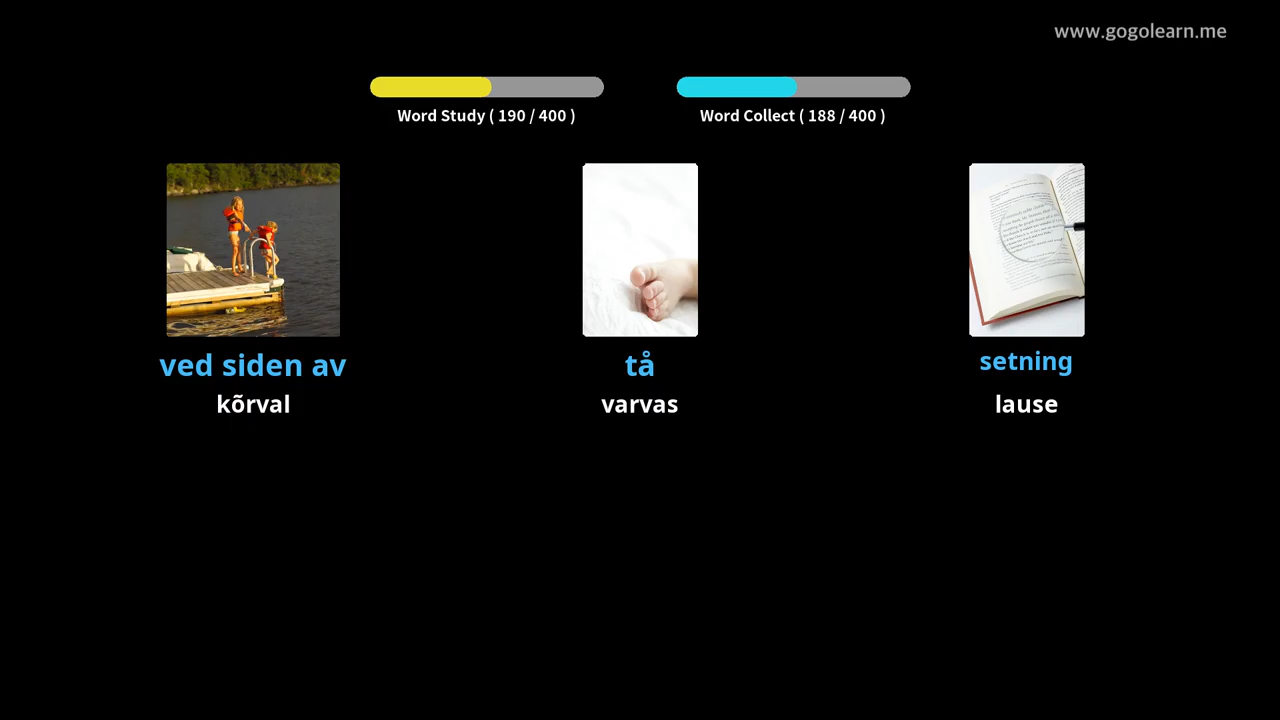 www.gogolearn.me
Word Study ( 190 / 400 )
Word Collect ( 188 / 400 )
ved siden av
tå
setning
kõrval
varvas
lause